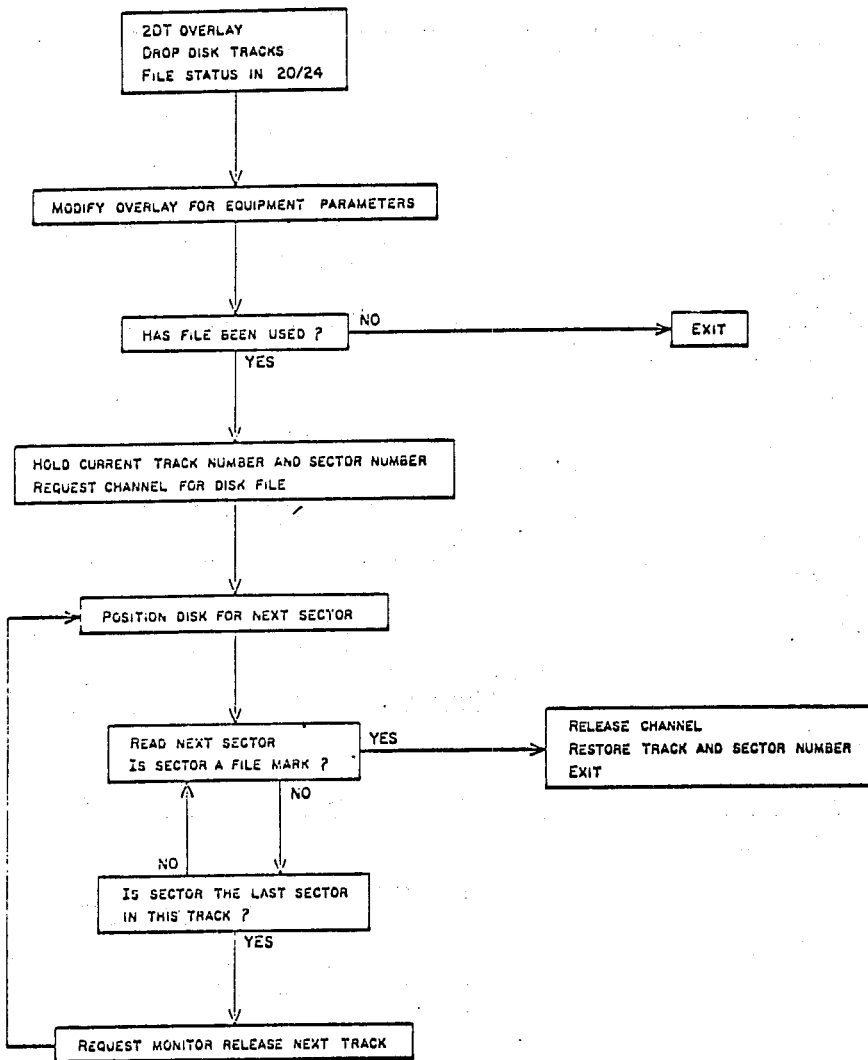 2DT OVERLAY
DROP DISK TRACKS
FILE STATUS IN 20/24
MODIFY OVERLAY FOR EQUIPMENT PARAMETERS
HAS FILE BEEN USED ?
NO
EXIT
YES
HOLD CURRENT TRACK NUMBER AND SECTOR NUMBER
REQUEST CHANNEL FOR DISK FILE
POSITION DISK FOR NEXT SECTOR
READ NEXT SECTOR
IS SECTOR A FILE MARK ?
YES
RELEASE CHANNEL
RESTORE TRACK AND SECTOR NUMBER
EXIT
NO
NO
IS SECTOR THE LAST SECTOR
IN THIS TRACK ?
YES
REQUEST MONITOR RELEASE NEXT TRACK